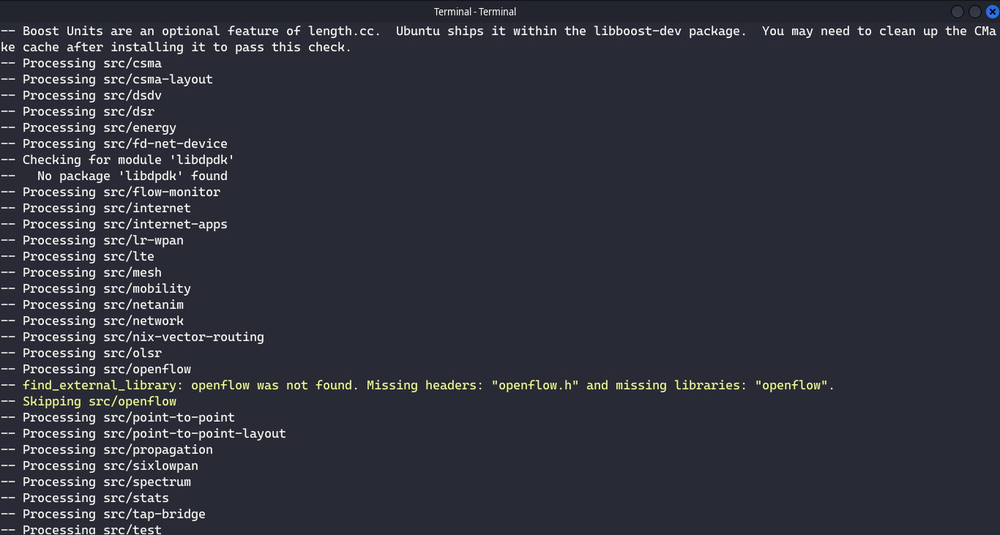 Terminal - Terminal
-- Boost Units are an optional feature of length.cc.  Ubuntu ships it within the libboost-dev package.  You may need to clean up the CMa
ke cache after installing it to pass this check.
-- Processing src/csma
-- Processing src/csma-layout
-- Processing src/dsdv
-- Processing src/dsr
-- Processing src/energy
-- Processing src/fd-net-device
-- Checking for module 'libdpdk'
--   No package 'libdpdk' found
-- Processing src/flow-monitor
-- Processing src/internet
-- Processing src/internet-apps
-- Processing src/lr-wpan
-- Processing src/lte
-- Processing src/mesh
-- Processing src/mobility
-- Processing src/netanim
-- Processing src/network
-- Processing src/nix-vector-routing
-- Processing src/olsr
-- Processing src/openflow
-- find_external_library: openflow was not found. Missing headers: "openflow.h" and missing libraries: "openflow".
-- Skipping src/openflow
-- Processing src/point-to-point
-- Processing src/point-to-point-layout
-- Processing src/propagation
-- Processing src/sixlowpan
-- Processing src/spectrum
-- Processing src/stats
-- Processing src/tap-bridge
-- Processing src/test